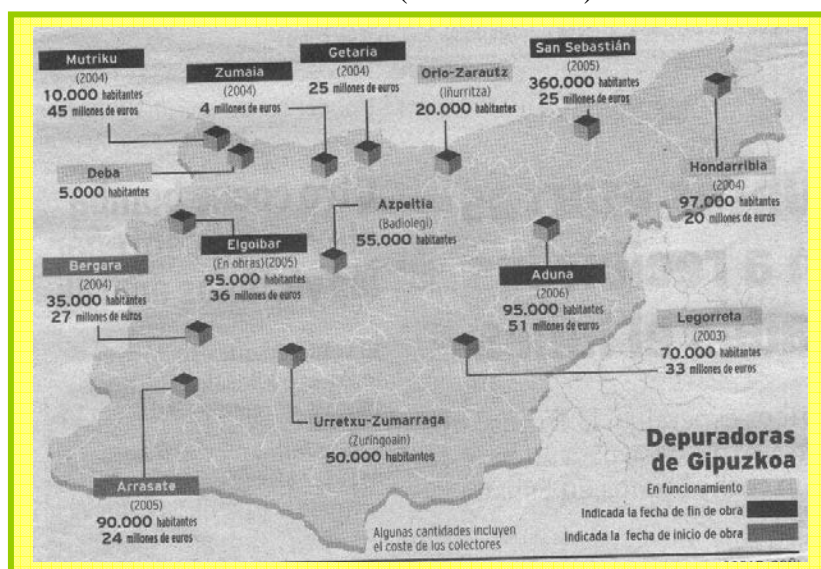 Mutriku
(2004)
10.000 habitantes
45 millones de euros
Zumaia
(2004)
4 millones de euros
Getaria
(2004)
25 millones de euros
Orio-Zarautz
(Iñurritza)
20.000 habitantes
San Sebastián
(2005)
360.000 habitantes
25 millones de euros
Deba
5.000 habitantes
Hondarribia
(2004)
97.000 habitantes
20 millones de euros
Elgoibar
(En obras)(2005)
95.000 habitantes
36 millones de euros
Azpeitia
(Badiolegi)
55.000 habitantes
Bergara
(2004)
35.000 habitantes
27 millones de euros
Aduna
(2006)
95.000 habitantes
51 millones de euros
Legorreta
(2003)
70.000 habitantes
33 millones de euros
Urretxu-Zumarraga
(Zuringoain)
50.000 habitantes
Arrasate
(2005)
90.000 habitantes
24 millones de euros
Algunas cantidades incluyen
el coste de los colectores
Depuradoras
de Gipuzkoa
En funcionamiento
Indicada la fecha de fin de obra
Indicada la fecha de inicio de obra